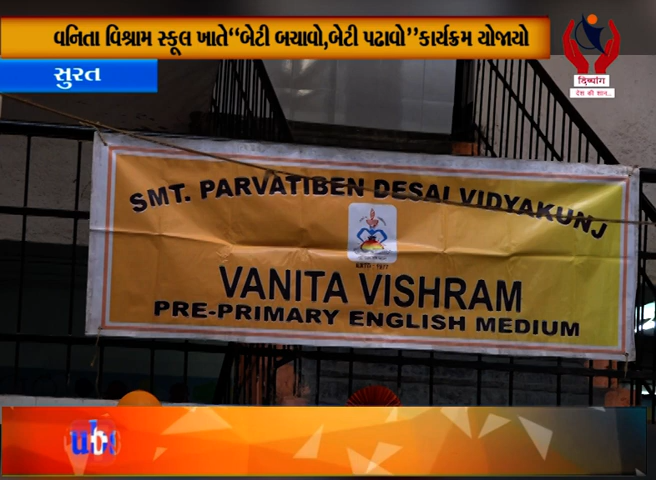 વનિતા વિશ્રામ સ્કૂલ ખાતે“બેટી બચાવો,બેટી પઢાવો”કાર્યક્રમ યોજાયો
સુરત
दिव्यांग
देश की शान..
SMT. PARVATIBEN DESAI VIDYAKUNJ
VANITA VISHRAM
PRE-PRIMARY ENGLISH MEDIUM